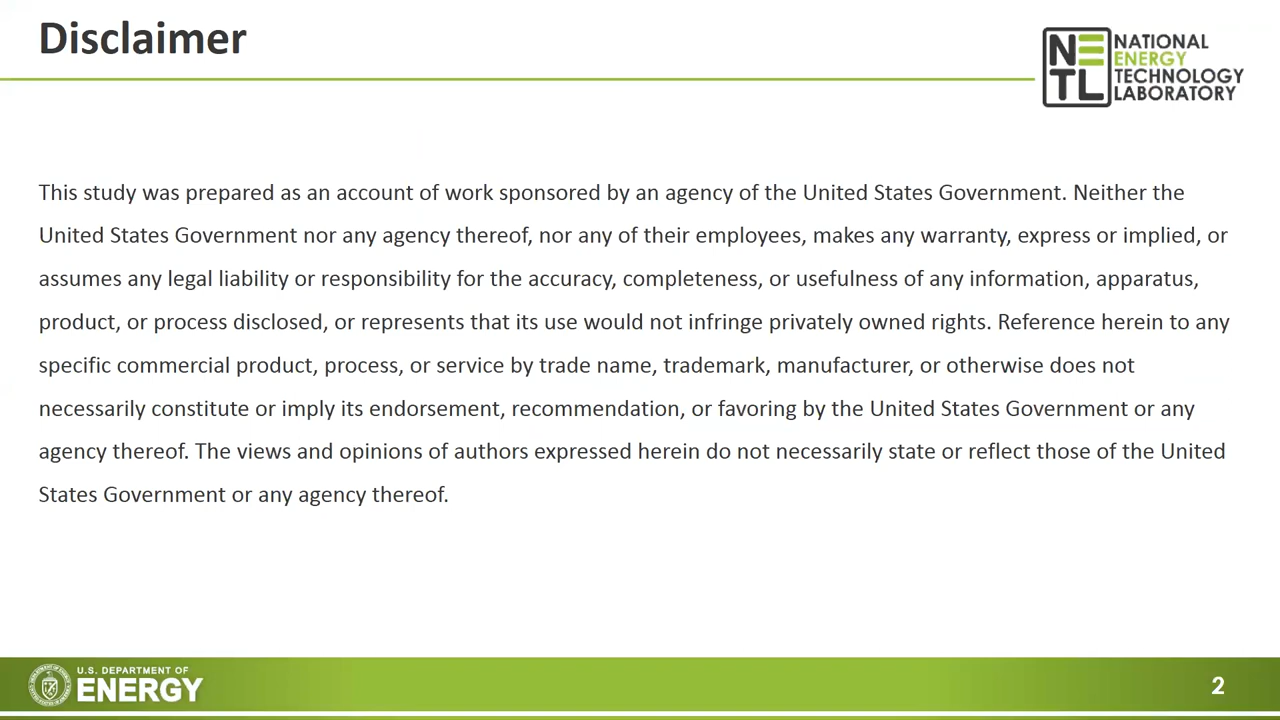 Disclaimer
NETL
NATIONAL
ENERGY
TECHNOLOGY
LABORATORY
This study was prepared as an account of work sponsored by an agency of the United States Government. Neither the
United States Government nor any agency thereof, nor any of their employees, makes any warranty, express or implied, or
assumes any legal liability or responsibility for the accuracy, completeness, or usefulness of any information, apparatus,
product, or process disclosed, or represents that its use would not infringe privately owned rights. Reference herein to any
specific commercial product, process, or service by trade name, trademark, manufacturer, or otherwise does not
necessarily constitute or imply its endorsement, recommendation, or favoring by the United States Government or any
agency thereof. The views and opinions of authors expressed herein do not necessarily state or reflect those of the United
States Government or any agency thereof.
U.S. DEPARTMENT OF
ENERGY
2